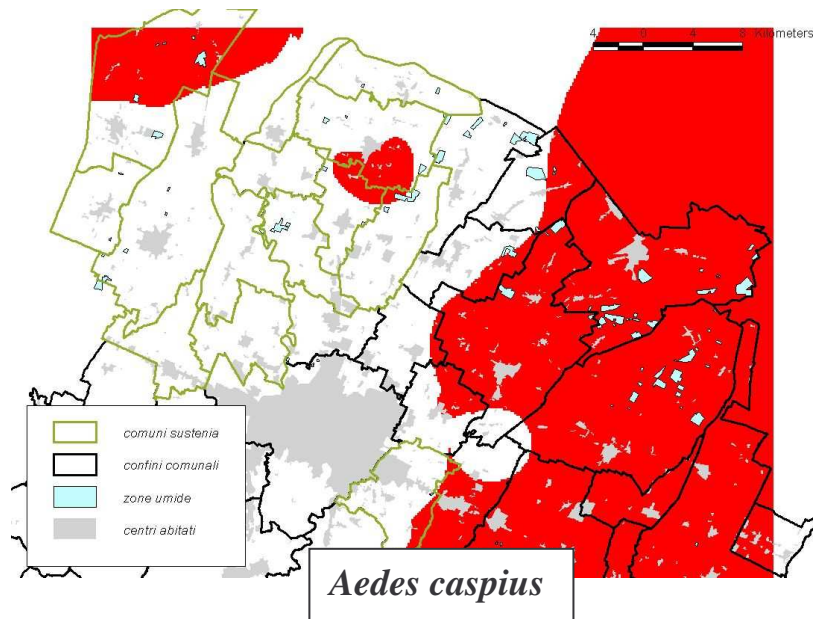 4 0 4 8 Kilometers
comuni sustenia
confini comunali
zone umide
centri abitati
Aedes caspius